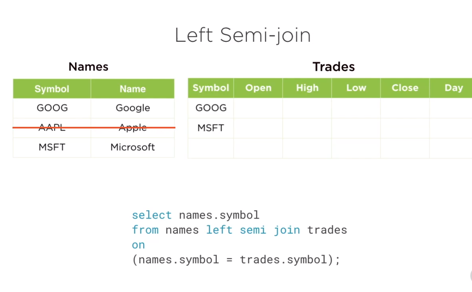 Left Semi-join
Names
Trades
Symbol Name
Symbol Open High Low Close Day
GOOG Google
GOOG
AAPL Apple
MSFT
MSFT Microsoft
select names.symbol
from names left semi join trades
on
(names.symbol = trades.symbol);